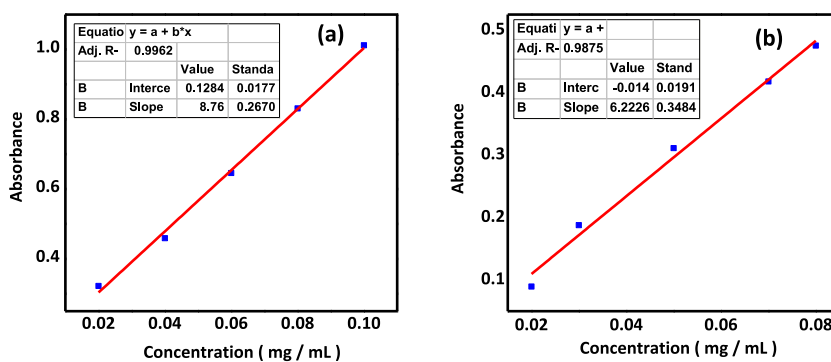 (a)
Equatio y = a + b*x
Adj. R- 0.9962
Value Standa
B Interce 0.1284 0.0177
B Slope 8.76 0.2670
1.0
0.8
0.6
0.4
Absorbance
0.02 0.04 0.06 0.08 0.10
Concentration ( mg / mL )
(b)
Equati y = a +
Adj. R- 0.9875
Value Stand
B Interc -0.014 0.0191
B Slope 6.2226 0.3484
0.5
0.4
0.3
0.2
0.1
Absorbance
0.02 0.04 0.06 0.08
Concentration ( mg / mL )